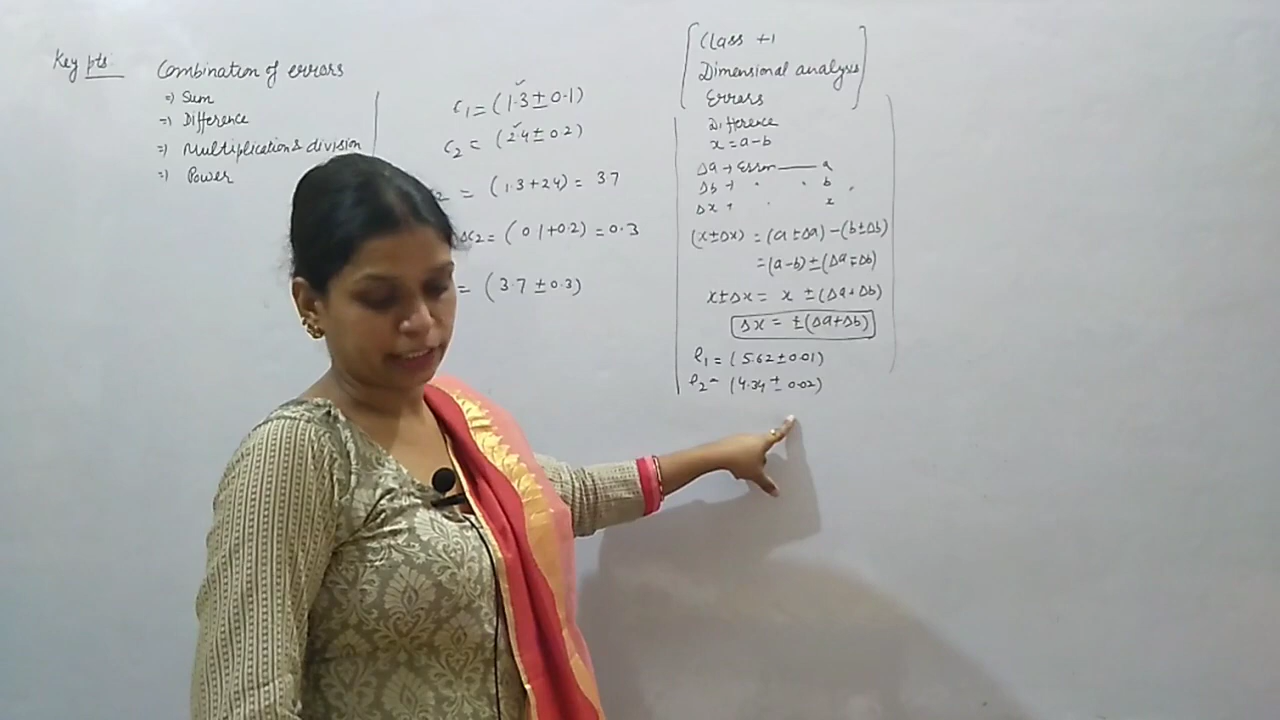 Key pts
Combination of errors
=) Sum
=) Difference
=) Multiplication & division
=) Power
C1 = (1.3 ± 0.1)
C2 = (2.4 ± 0.2)
= (1.3 + 2.4) = 3.7
ΔC2 = (0.1+0.2) = 0.3
= (3.7 ± 0.3)
Class +1
Dimensional analysis
Errors
Difference
x = a-b
Δa → Error —— a
Δb → " " b "
Δx → " x
(x±Δx) = (a±Δa) - (b±Δb)
= (a-b) ± (Δa∓Δb)
x±Δx = x ± (Δa+Δb)
Δx = ±(Δa+Δb)
l1 = (5.62 ± 0.01)
l2 = (4.34 ± 0.02)